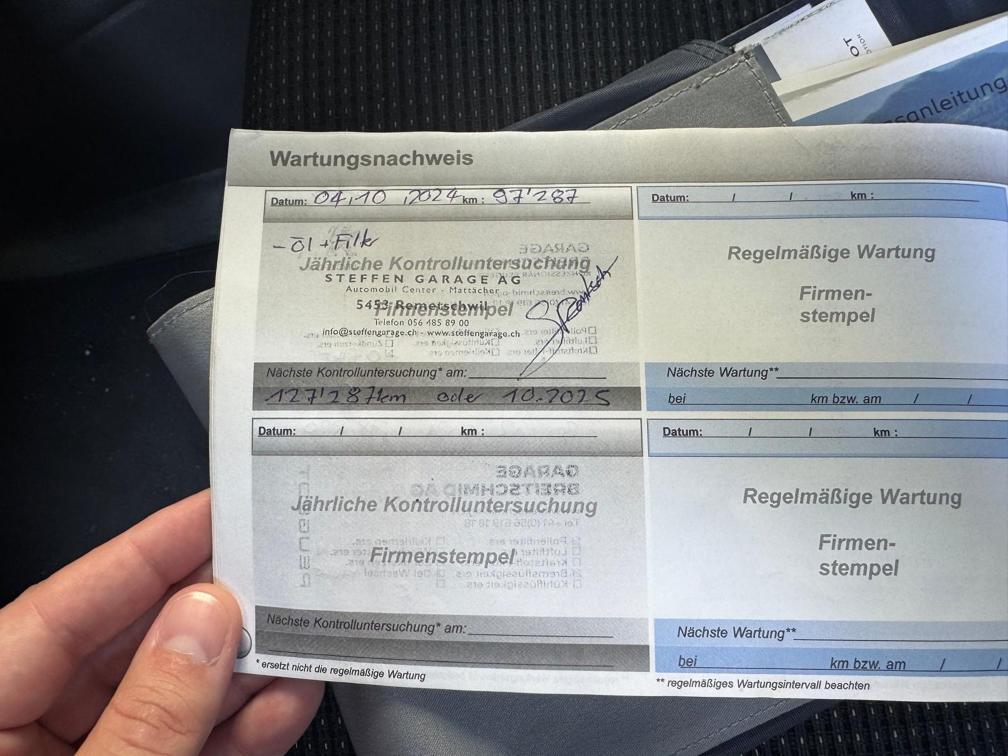 sanleitung
Wartungsnachweis
Datum: 04.10.2024 km: 97'287
- Öl + Filter
Jährliche Kontrolluntersuchung
STEFFEN GARAGE AG
Automobil Center - Mattächer
5453 Remetschwil
Firmenstempel
Telefon 056 485 89 00
info@steffengarage.ch - www.steffengarage.ch
Nächste Kontrolluntersuchung* am:
127'287km oder 10.2025
Datum: / / km :
Regelmäßige Wartung
Firmen-
stempel
Nächste Wartung**
bei km bzw. am / /
Datum: / / km :
Jährliche Kontrolluntersuchung
Firmenstempel
Nächste Kontrolluntersuchung* am:
* ersetzt nicht die regelmäßige Wartung
Datum: / / km :
Regelmäßige Wartung
Firmen-
stempel
Nächste Wartung**
bei km bzw. am / /
** regelmäßiges Wartungsintervall beachten